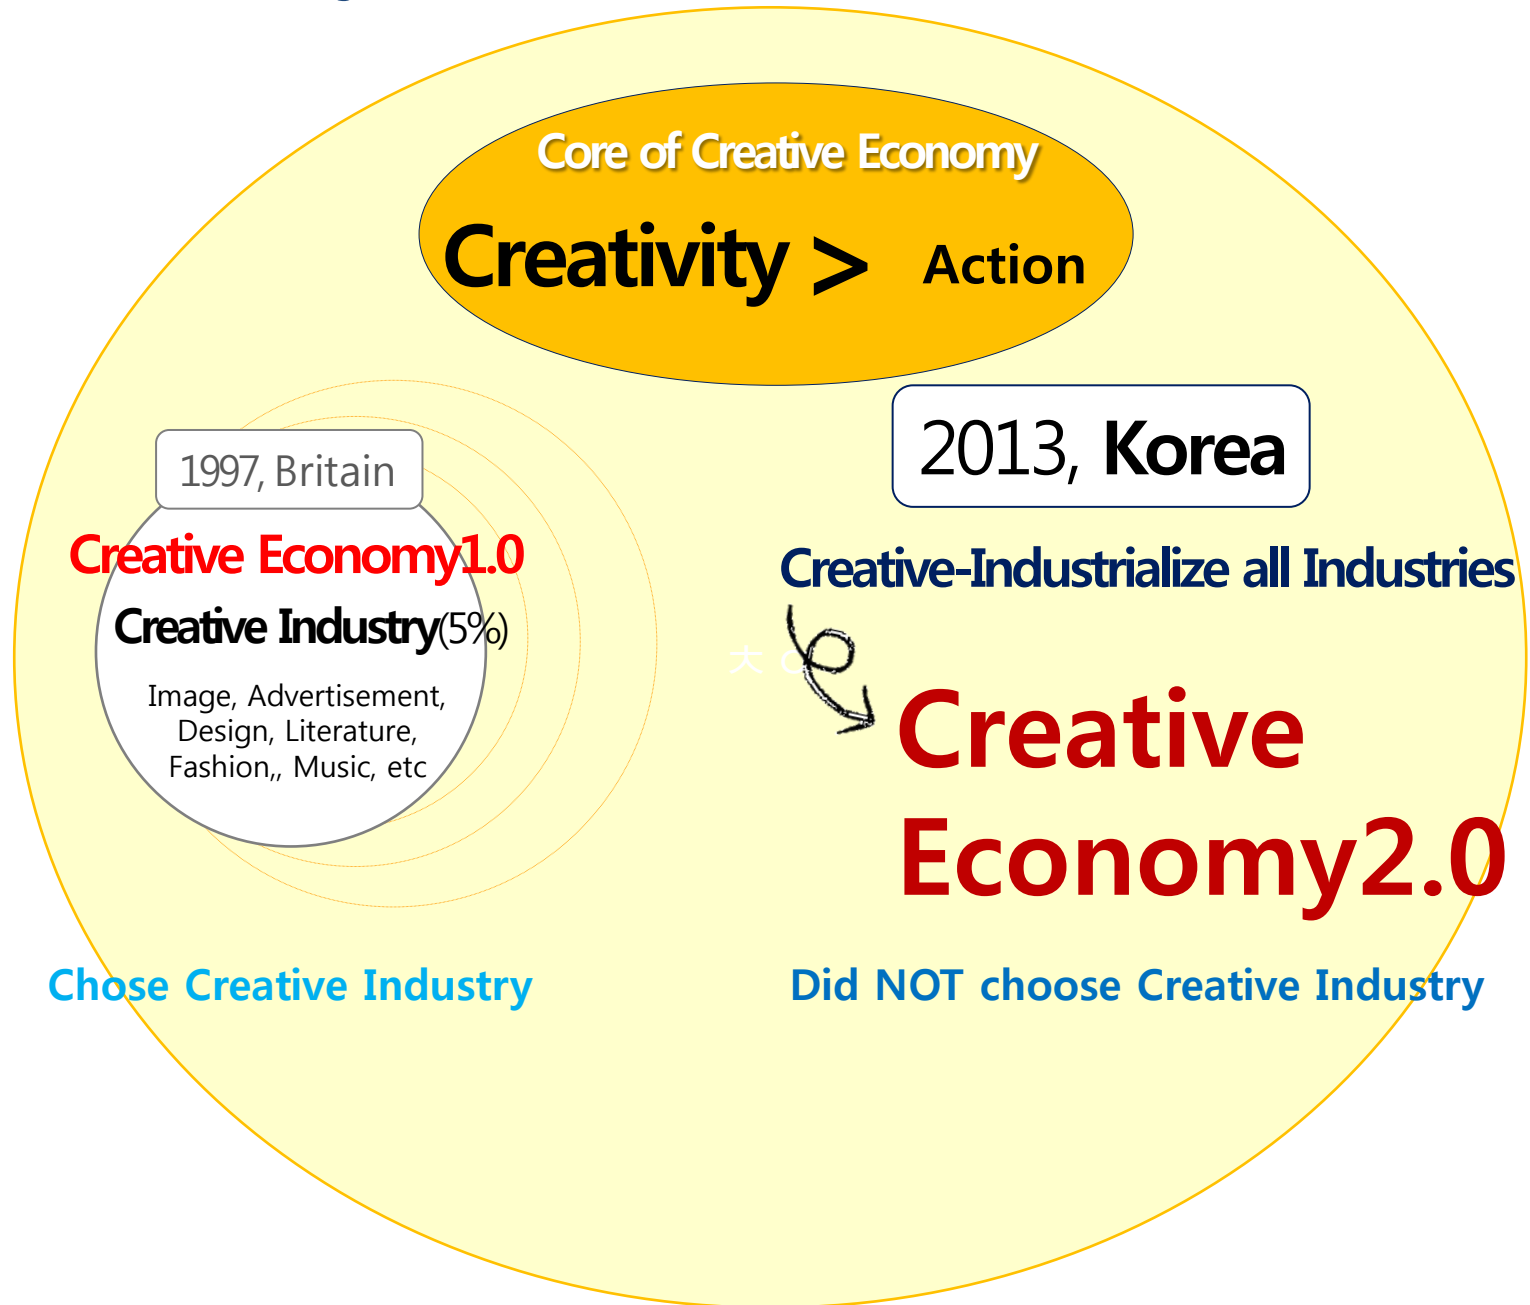 Core of Creative Economy
Creativity > Action
1997, Britain
Creative Economy1.0
Creative Industry(5%)
Image, Advertisement,
Design, Literature,
Fashion,, Music, etc
Chose Creative Industry
2013, Korea
Creative-Industrialize all Industries
Creative
Economy2.0
Did NOT choose Creative Industry